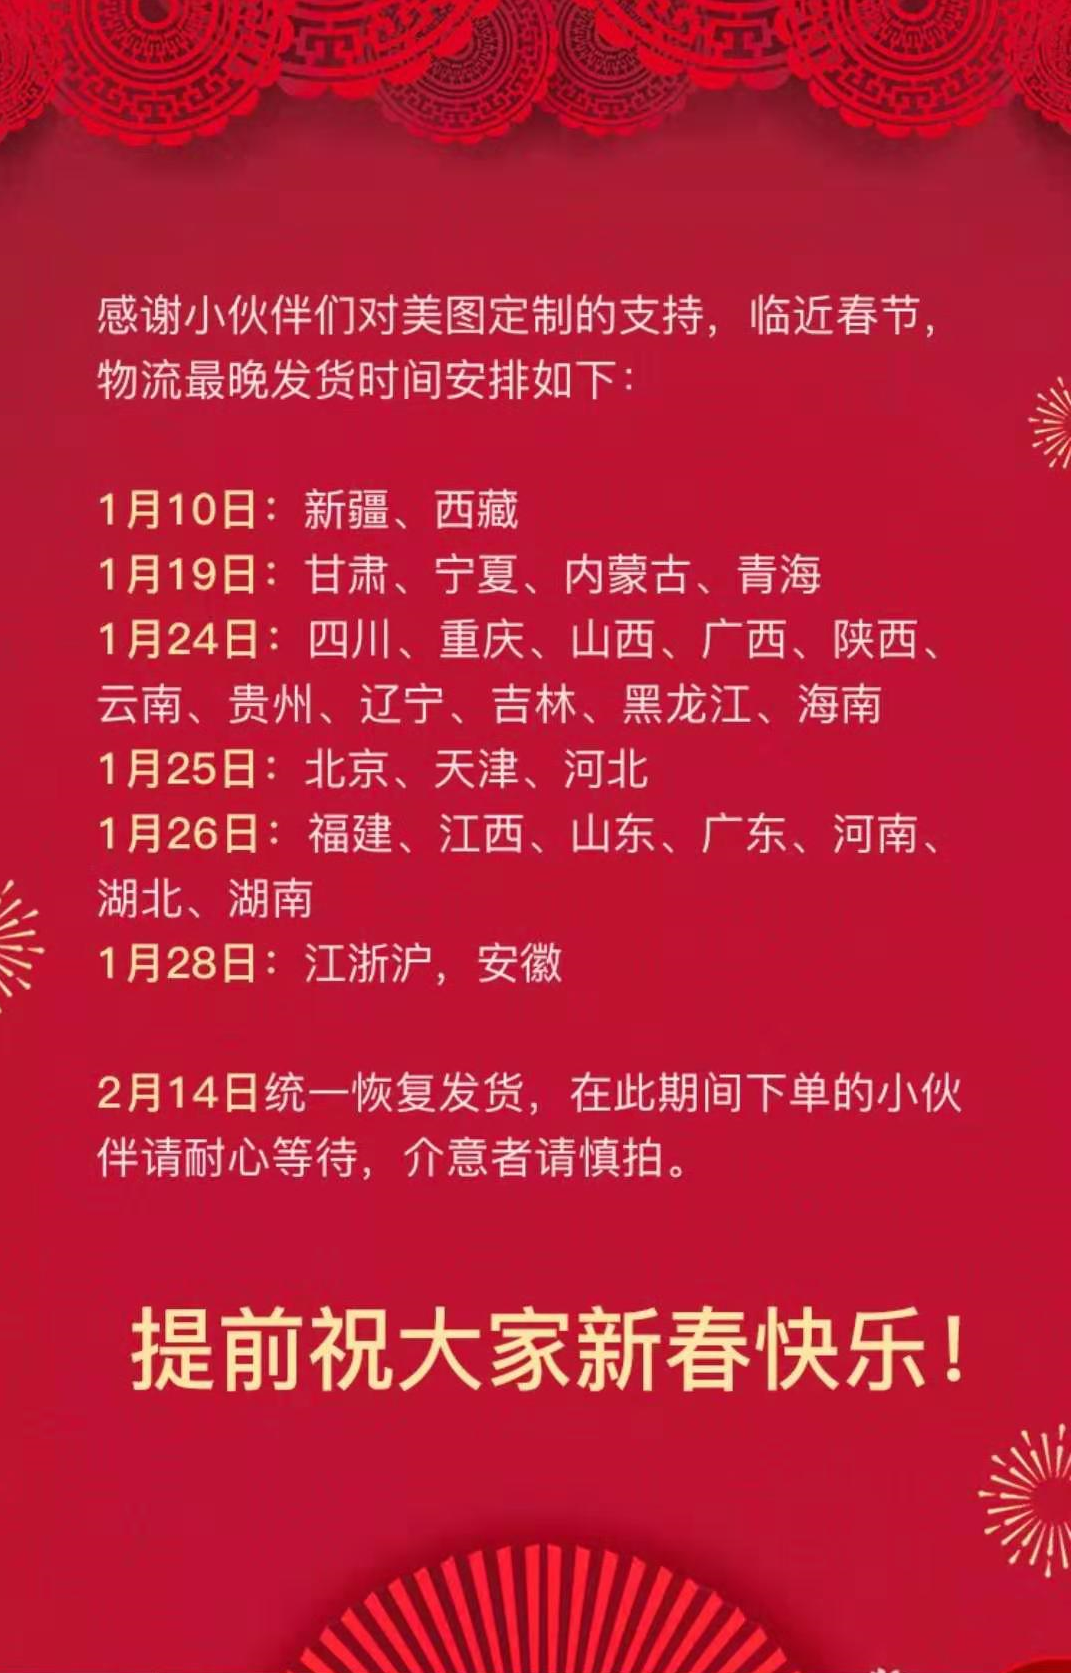 感谢小伙伴们对美图定制的支持，临近春节，
物流最晚发货时间安排如下：
1月10日：新疆、西藏
1月19日：甘肃、宁夏、内蒙古、青海
1月24日：四川、重庆、山西、广西、陕西、
云南、贵州、辽宁、吉林、黑龙江、海南
1月25日：北京、天津、河北
1月26日：福建、江西、山东、广东、河南、
湖北、湖南
1月28日：江浙沪，安徽
2月14日统一恢复发货，在此期间下单的小伙
伴请耐心等待，介意者请慎拍。
提前祝大家新春快乐！